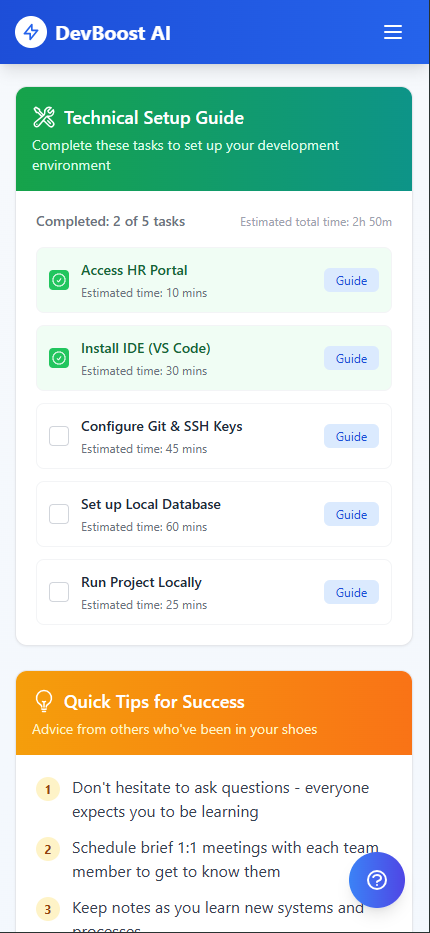 DevBoost AI
Technical Setup Guide
Complete these tasks to set up your development
environment
Completed: 2 of 5 tasks
Estimated total time: 2h 50m
Access HR Portal
Estimated time: 10 mins
Guide
Install IDE (VS Code)
Estimated time: 30 mins
Guide
Configure Git & SSH Keys
Estimated time: 45 mins
Guide
Set up Local Database
Estimated time: 60 mins
Guide
Run Project Locally
Estimated time: 25 mins
Guide
Quick Tips for Success
Advice from others who've been in your shoes
1 Don't hesitate to ask questions - everyone
expects you to be learning
2 Schedule brief 1:1 meetings with each team
member to get to know them
3 Keep notes as you learn new systems and
processes